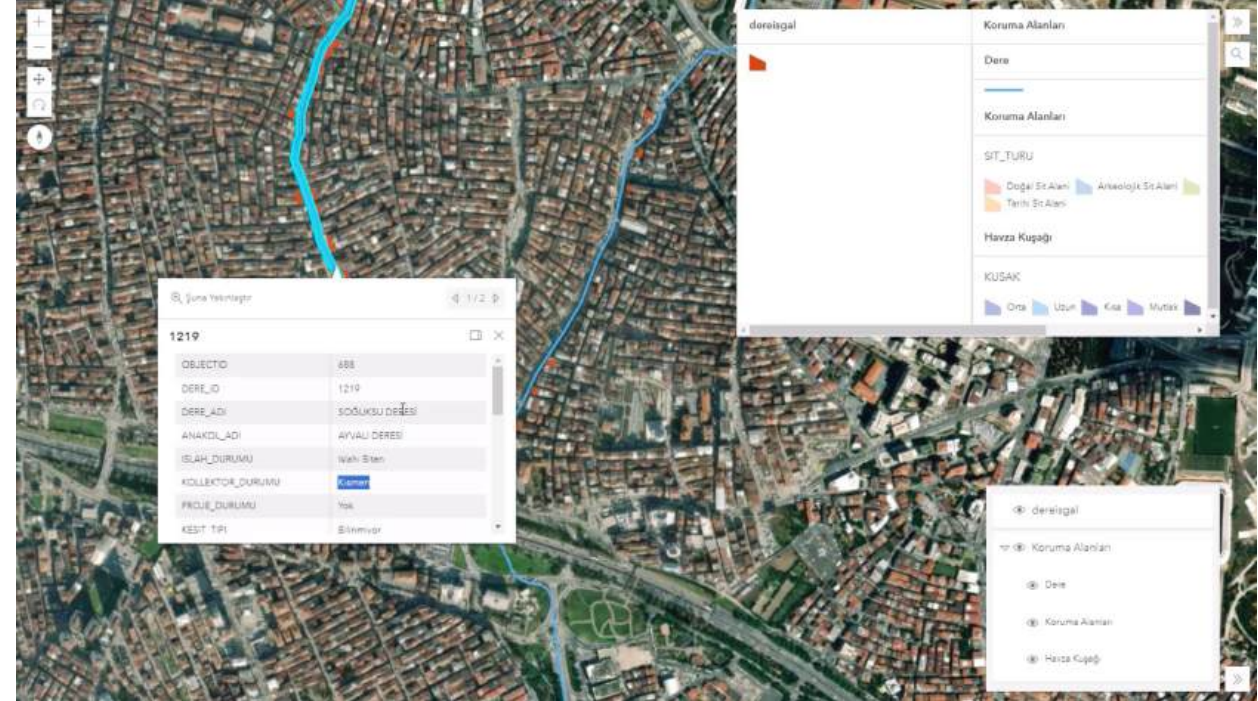 dereisgal
Koruma Alanları
Dere
Koruma Alanları
SIT_TURU
Doğal Sit Alanı
Arkeolojik Sit Alanı
Tarihi Sit Alanı
Havza Kuşağı
KUSAK
Orta
Uzun
Kısa
Mutlak
Şuna Yakınlaştır
1 / 2
1219
OBJECTID 688
DERE_ID 1219
DERE_ADI SOĞUKSU DERESİ
ANAKOL_ADI AYVALI DERESİ
ISLAH_DURUMU Islahı Biten
KOLLEKTOR_DURUMU Kısmen
PROJE_DURUMU Yok
KESIT_TIPI Bilinmiyor
dereisgal
Koruma Alanları
Dere
Koruma Alanları
Havza Kuşağı